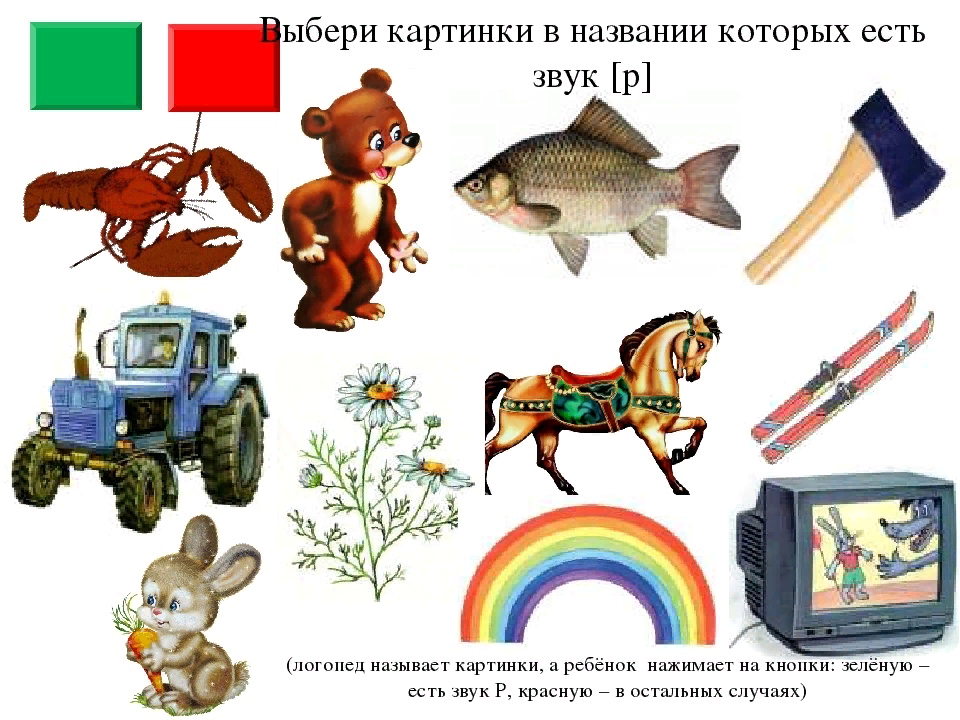 Выбери картинки в названии которых есть
звук [р]
(логопед называет картинки, а ребёнок нажимает на кнопки: зелёную –
есть звук Р, красную – в остальных случаях)